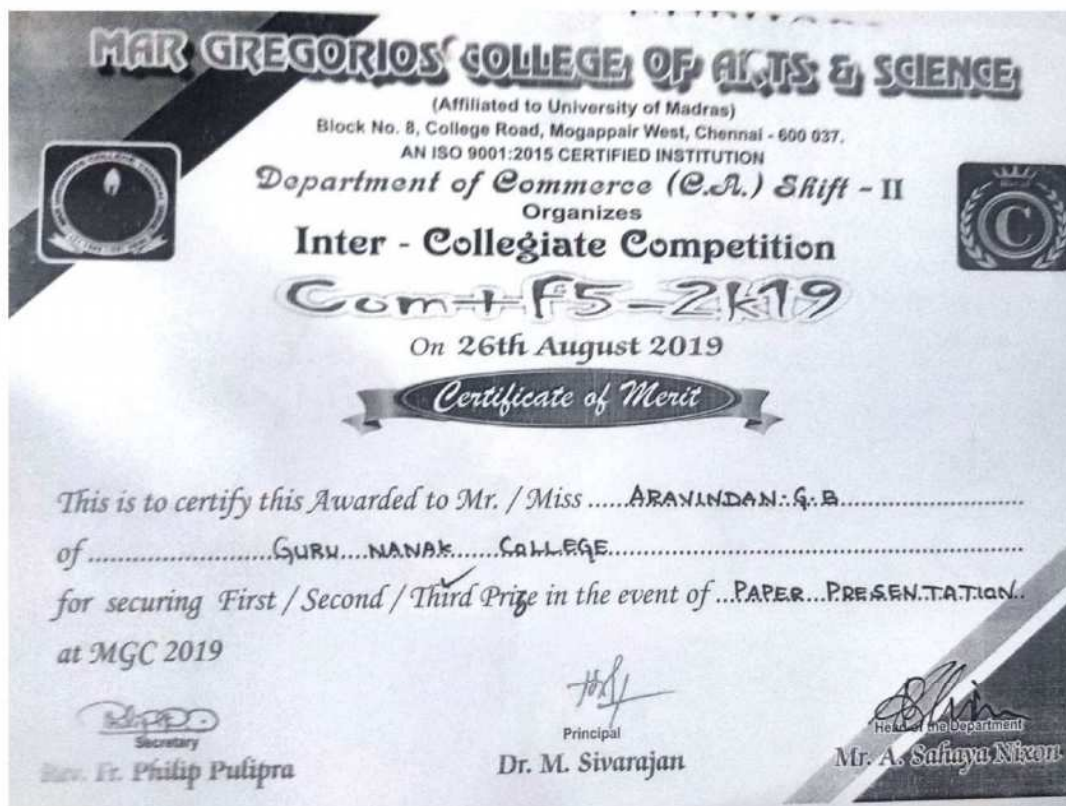 MAR GREGORIOS COLLEGE OF ARTS & SCIENCE
(Affiliated to University of Madras)
Block No. 8, College Road, Mogappair West, Chennai - 600 037.
AN ISO 9001:2015 CERTIFIED INSTITUTION
Department of Commerce (C.A.) Shift - II
Organizes
Inter - Collegiate Competition
Com+f5-2k19
On 26th August 2019
Certificate of Merit
This is to certify this Awarded to Mr. / Miss ......ARAVINDAN.G.B........................
of ........................GURU....NANAK.....COLLEGE.......................................................
for securing First / Second / Third Prize in the event of ...PAPER...PRESENTATION..
at MGC 2019
Secretary
Rev. Fr. Philip Pulipra
Principal
Dr. M. Sivarajan
Head of the Department
Mr. A. Sahaya Nixon
C